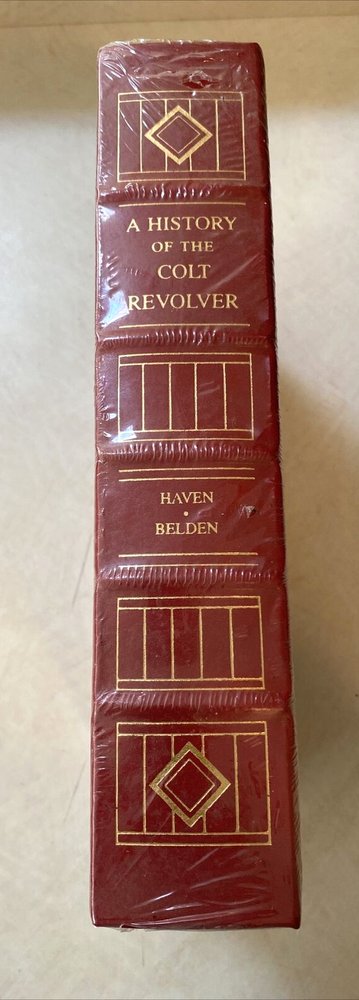 A HISTORY
OF THE
COLT
REVOLVER
HAVEN
•
BELDEN